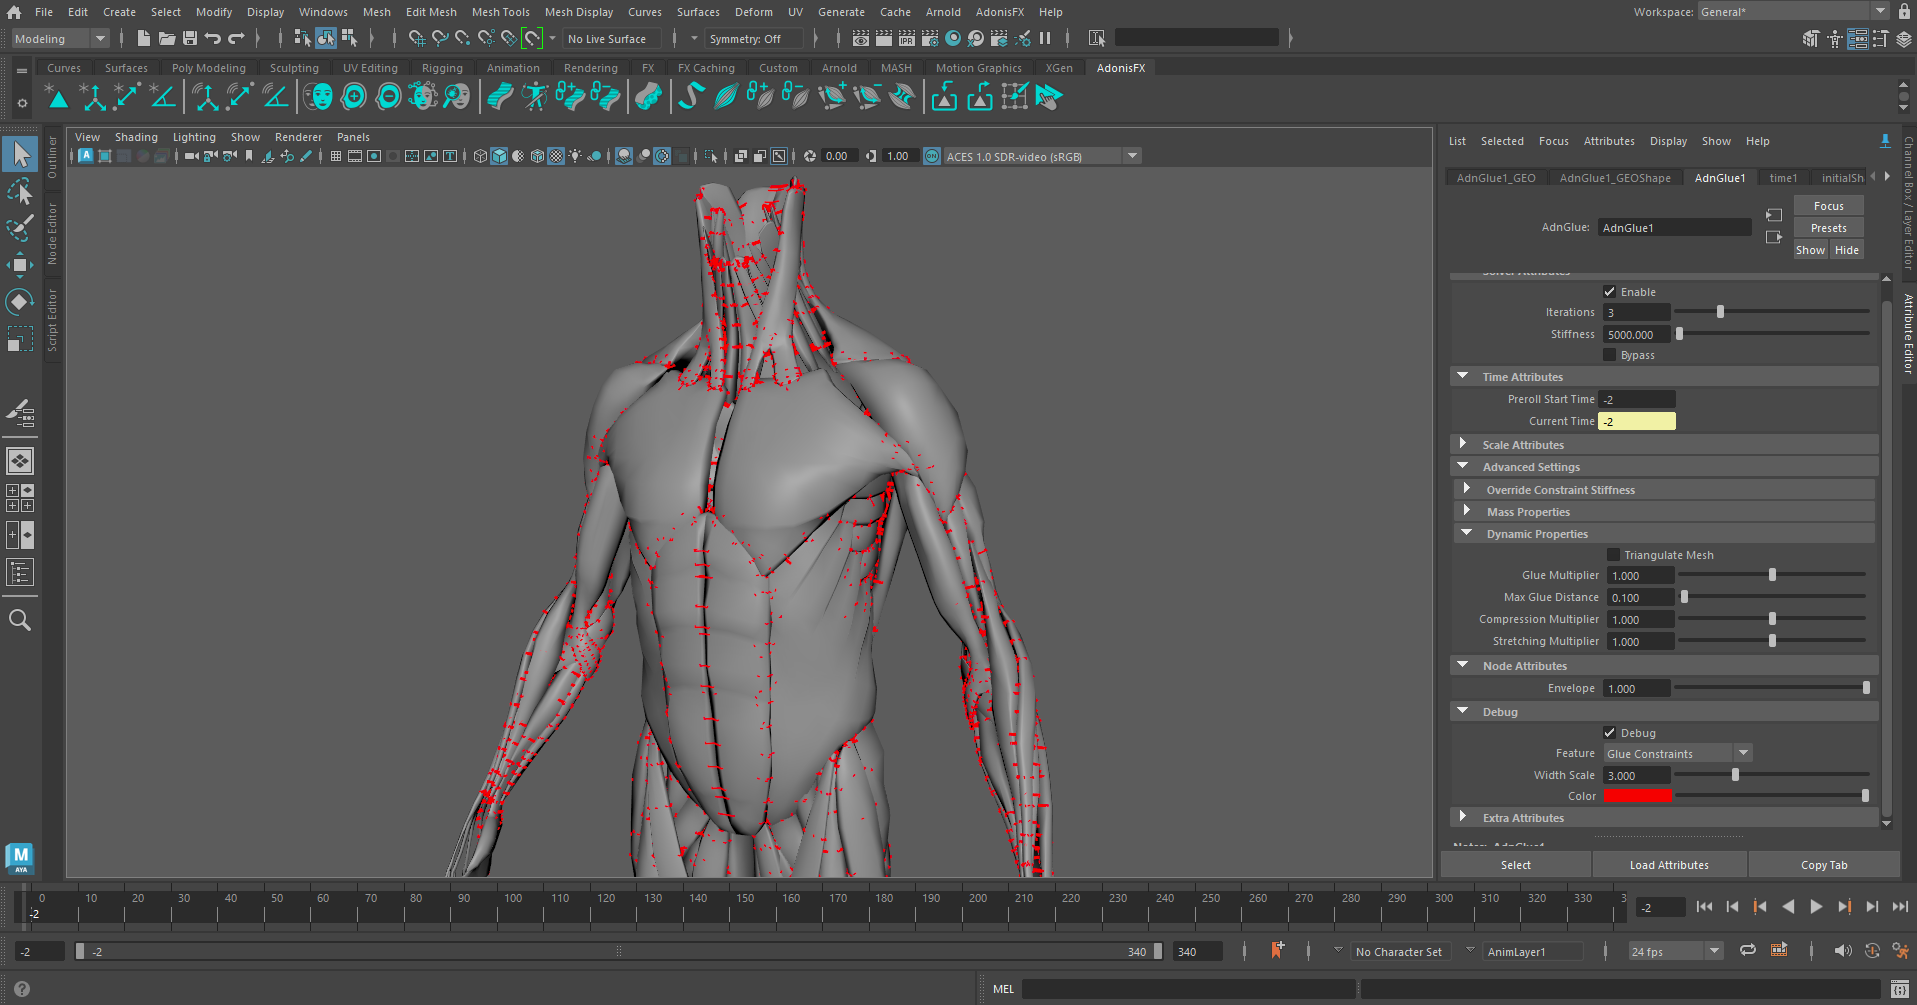 File Edit Create Select Modify Display Windows Mesh Edit Mesh Mesh Tools Mesh Display Curves Surfaces Deform UV Generate Cache Arnold AdonisFX Help
Workspace: General*
Modeling
No Live Surface
Symmetry: Off
IPR
Curves Surfaces Poly Modeling Sculpting UV Editing Rigging Animation Rendering FX FX Caching Custom Arnold MASH Motion Graphics XGen AdonisFX
View Shading Lighting Show Renderer Panels
0.00
1.00
ON
ACES 1.0 SDR-video (sRGB)
Outliner
Node Editor
Script Editor
List Selected Focus Attributes Display Show Help
AdnGlue1_GEO AdnGlue1_GEOShape AdnGlue1 time1 initialSh
AdnGlue: AdnGlue1
Focus
Presets
Show Hide
Channel Box / Layer Editor
Attribute Editor
Solver Attributes
Enable
Iterations 3
Stiffness 5000.000
Bypass
Time Attributes
Preroll Start Time -2
Current Time -2
Scale Attributes
Advanced Settings
Override Constraint Stiffness
Mass Properties
Dynamic Properties
Triangulate Mesh
Glue Multiplier 1.000
Max Glue Distance 0.100
Compression Multiplier 1.000
Stretching Multiplier 1.000
Node Attributes
Envelope 1.000
Debug
Debug
Feature Glue Constraints
Width Scale 3.000
Color
Extra Attributes
Notes: AdnGlue1
Select Load Attributes Copy Tab
M
AYA
0 10 20 30 40 50 60 70 80 90 100 110 120 130 140 150 160 170 180 190 200 210 220 230 240 250 260 270 280 290 300 310 320 330 3
-2
-2
-2
-2
340
340
No Character Set
AnimLayer1
24 fps
MEL